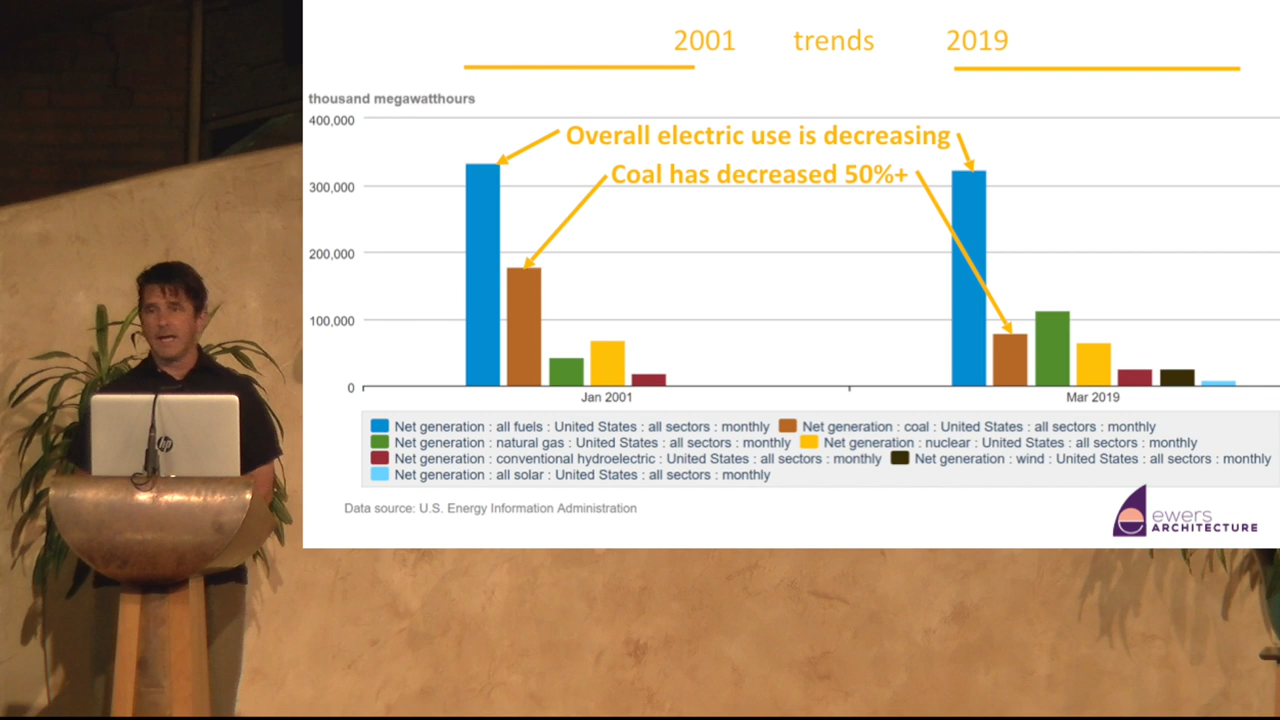 2001 trends 2019
thousand megawatthours
400,000
Overall electric use is decreasing
Coal has decreased 50%+
300,000
200,000
100,000
0
Jan 2001 Mar 2019
Net generation : all fuels : United States : all sectors : monthly Net generation : coal : United States : all sectors : monthly
Net generation : natural gas : United States : all sectors : monthly Net generation : nuclear : United States : all sectors : monthly
Net generation : conventional hydroelectric : United States : all sectors : monthly Net generation : wind : United States : all sectors : monthly
Net generation : all solar : United States : all sectors : monthly
Data source: U.S. Energy Information Administration
ewers
ARCHITECTURE
hp